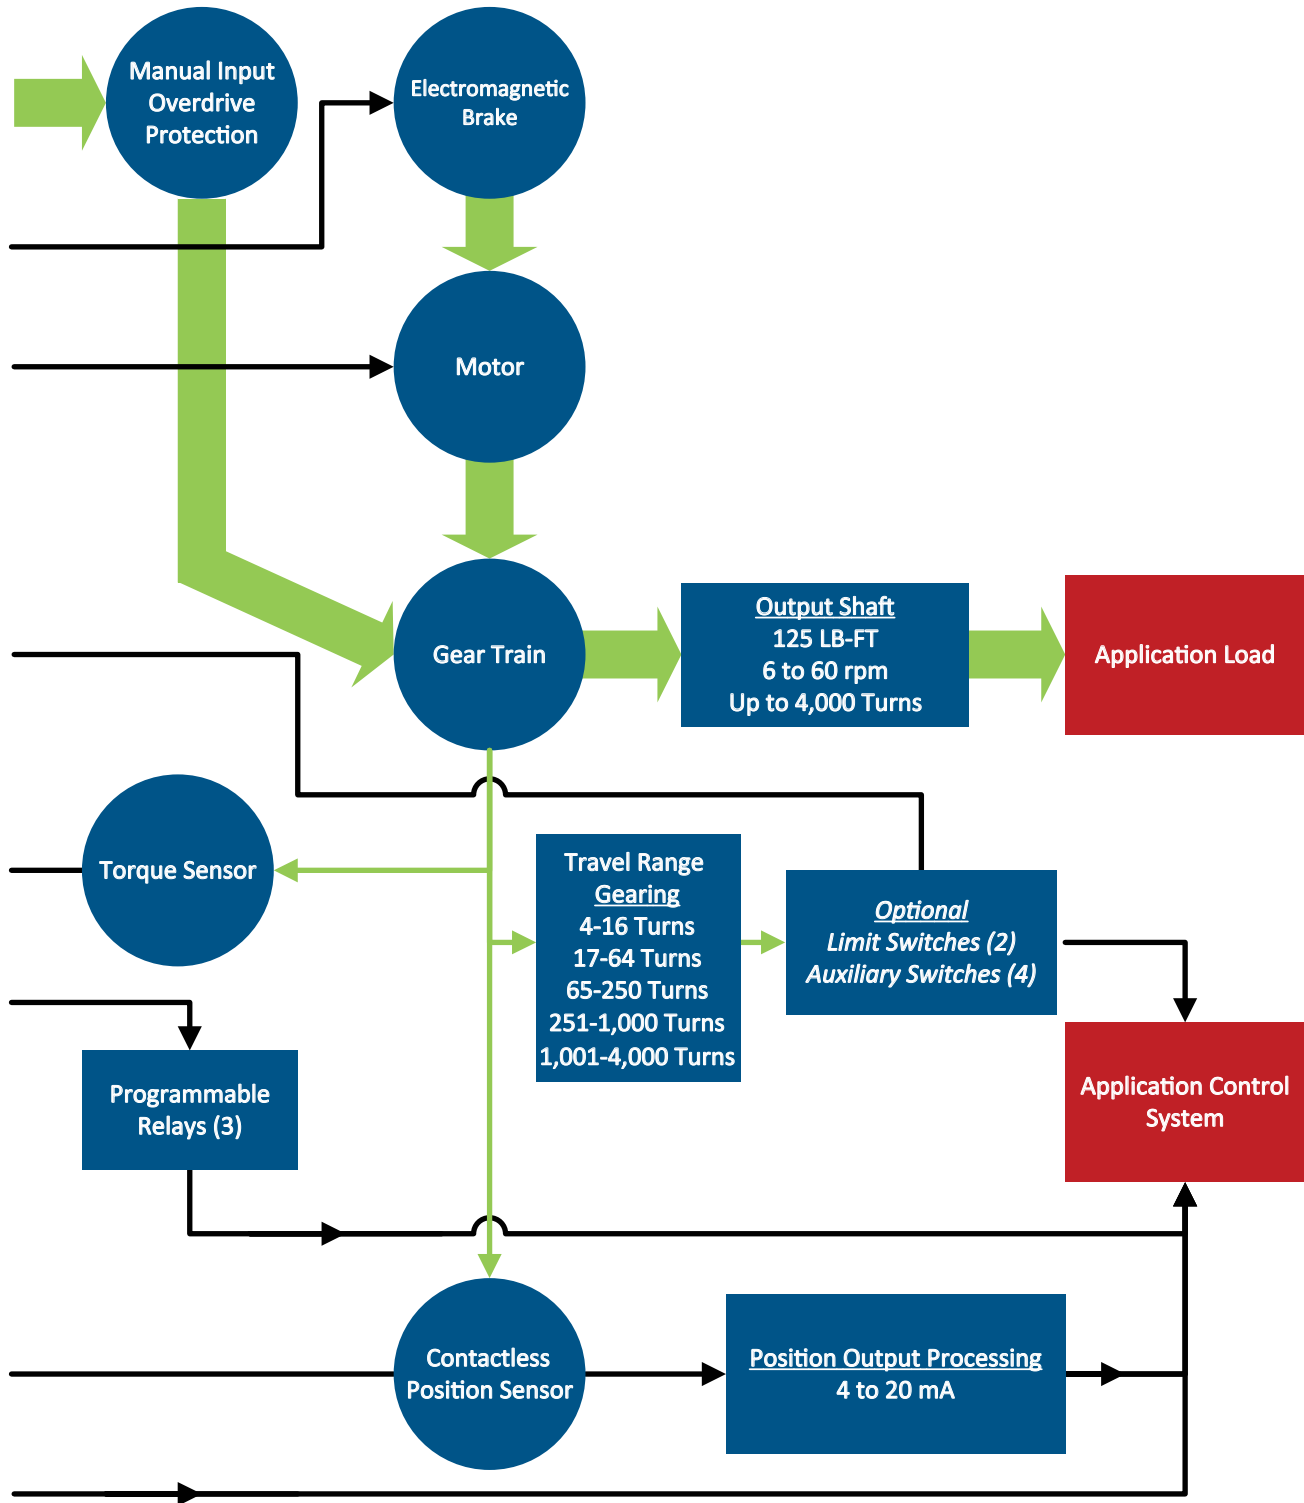 Manual Input
Overdrive
Protection
Electromagnetic
Brake
Motor
Gear Train
Output Shaft
125 LB-FT
6 to 60 rpm
Up to 4,000 Turns
Application Load
Torque Sensor
Travel Range
Gearing
4-16 Turns
17-64 Turns
65-250 Turns
251-1,000 Turns
1,001-4,000 Turns
Optional
Limit Switches (2)
Auxiliary Switches (4)
Programmable
Relays (3)
Application Control
System
Contactless
Position Sensor
Position Output Processing
4 to 20 mA